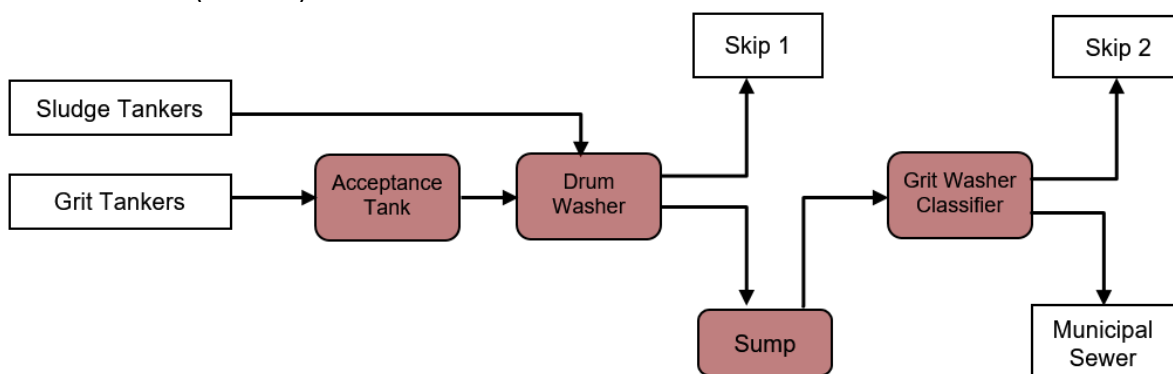 Skip 1
Skip 2
Sludge Tankers
Grit Tankers
Acceptance
Tank
Drum
Washer
Grit Washer
Classifier
Sump
Municipal
Sewer